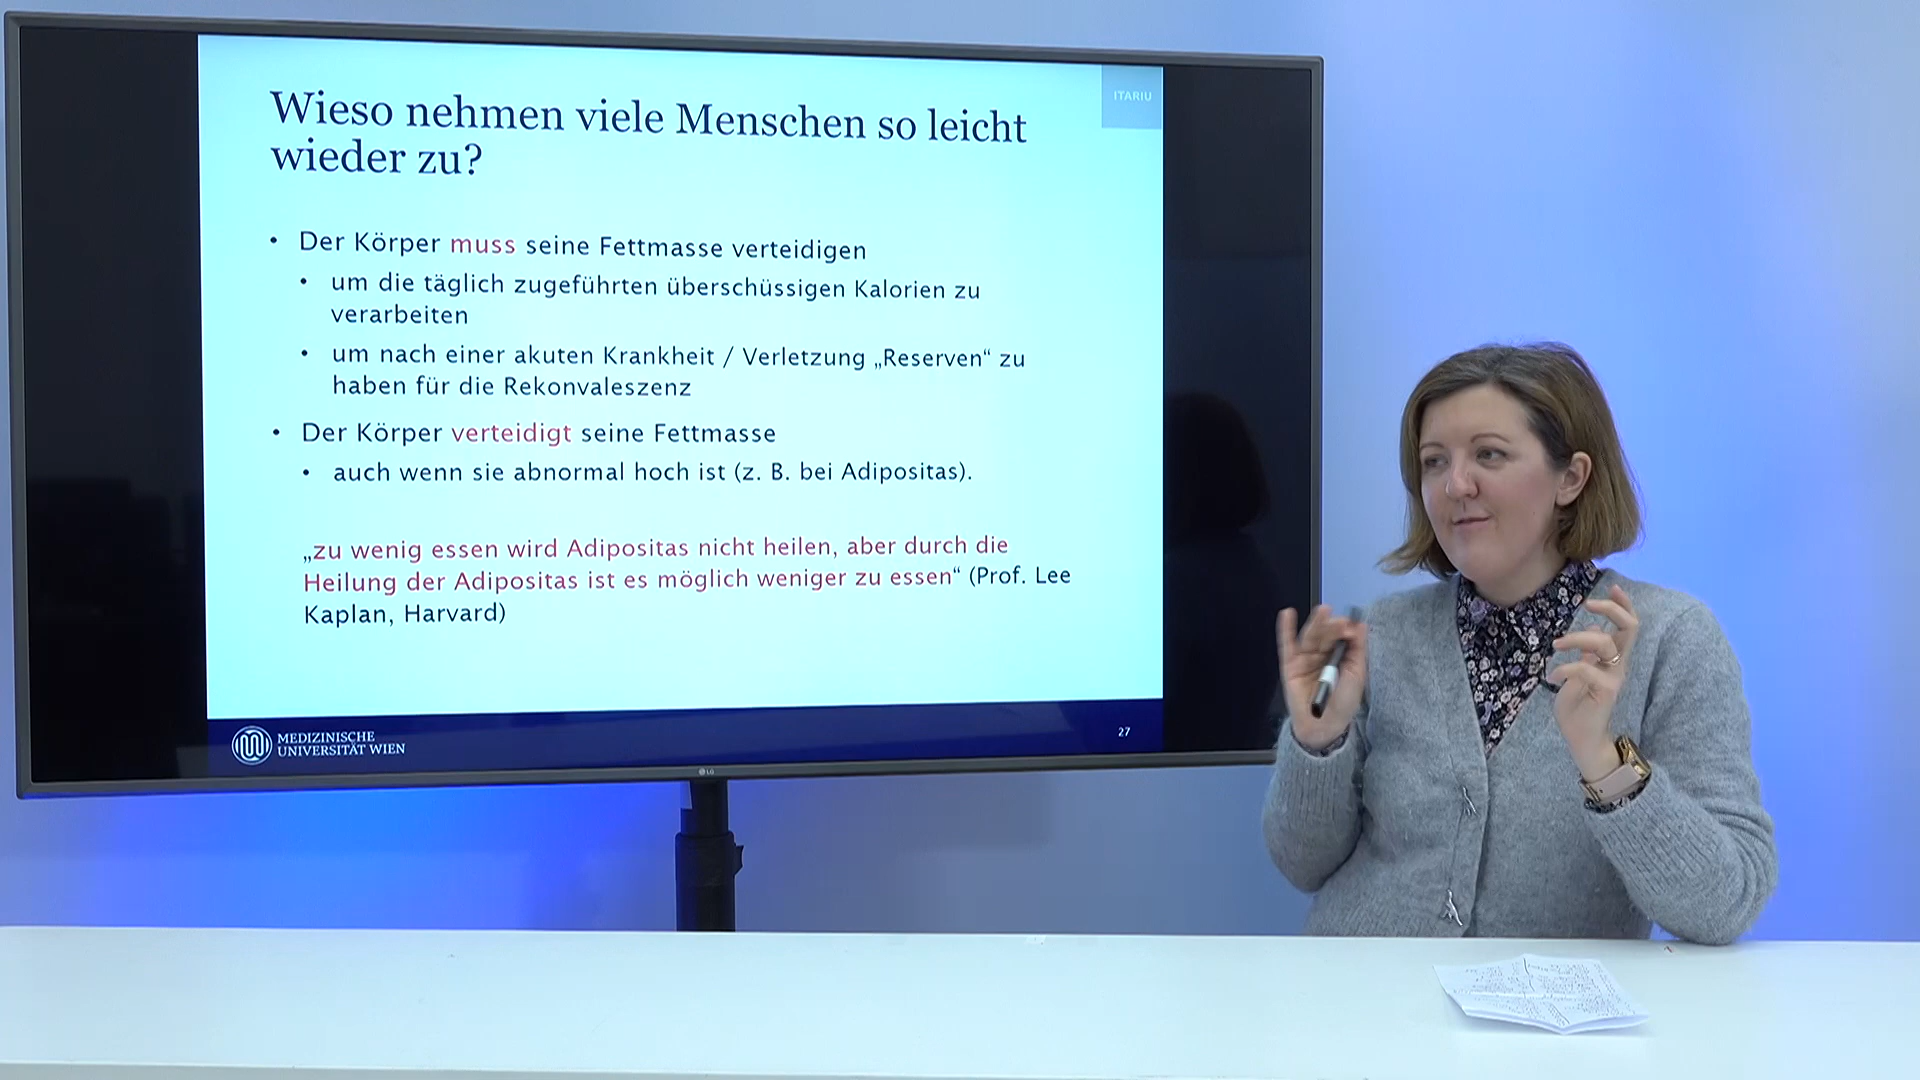 ITARIU
Wieso nehmen viele Menschen so leicht
wieder zu?
• Der Körper muss seine Fettmasse verteidigen
• um die täglich zugeführten überschüssigen Kalorien zu
verarbeiten
• um nach einer akuten Krankheit / Verletzung „Reserven“ zu
haben für die Rekonvaleszenz
• Der Körper verteidigt seine Fettmasse
• auch wenn sie abnormal hoch ist (z. B. bei Adipositas).
„zu wenig essen wird Adipositas nicht heilen, aber durch die
Heilung der Adipositas ist es möglich weniger zu essen“ (Prof. Lee
Kaplan, Harvard)
MEDIZINISCHE
UNIVERSITÄT WIEN
27
LG